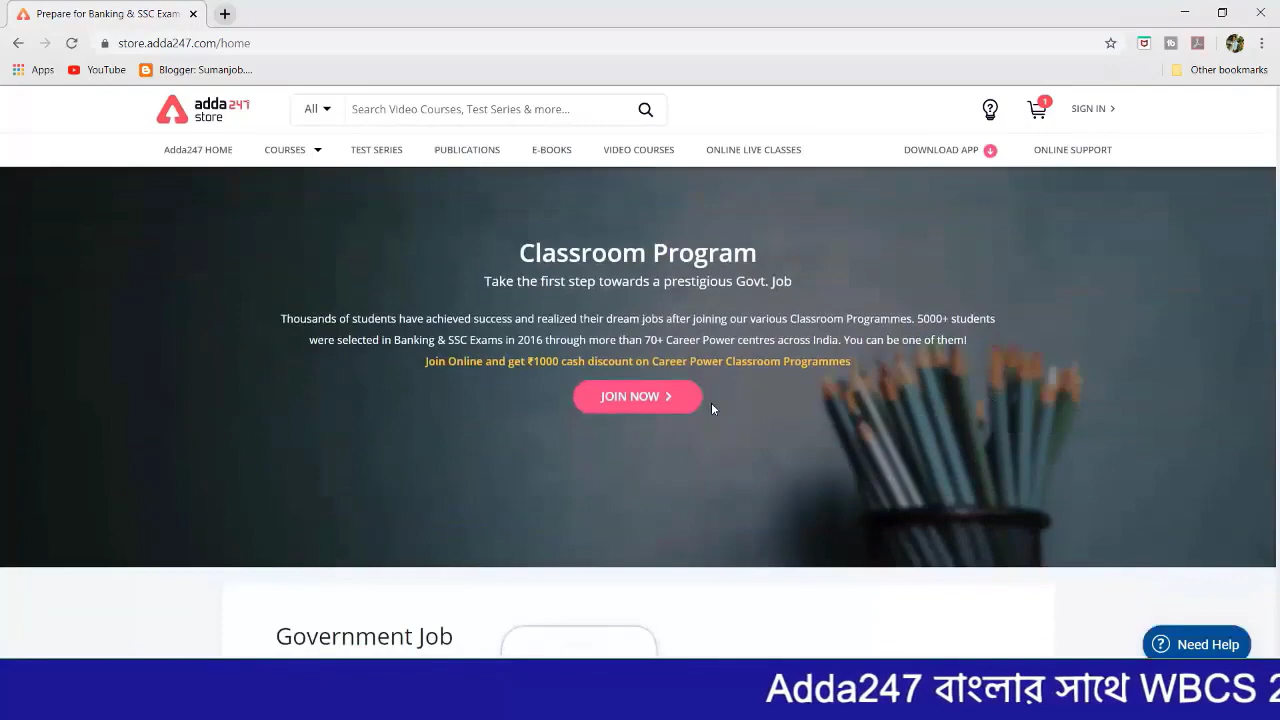 Prepare for Banking & SSC Exam
store.adda247.com/home
Apps YouTube Blogger: Sumanjob.... Other bookmarks
adda247 store
All Search Video Courses, Test Series & more... 1 SIGN IN
Adda247 HOME COURSES TEST SERIES PUBLICATIONS E-BOOKS VIDEO COURSES ONLINE LIVE CLASSES DOWNLOAD APP ONLINE SUPPORT
Classroom Program
Take the first step towards a prestigious Govt. Job
Thousands of students have achieved success and realized their dream jobs after joining our various Classroom Programmes. 5000+ students
were selected in Banking & SSC Exams in 2016 through more than 70+ Career Power centres across India. You can be one of them!
Join Online and get ₹1000 cash discount on Career Power Classroom Programmes
JOIN NOW
Government Job
Need Help
Adda247 বাংলার সাথে WBCS 2